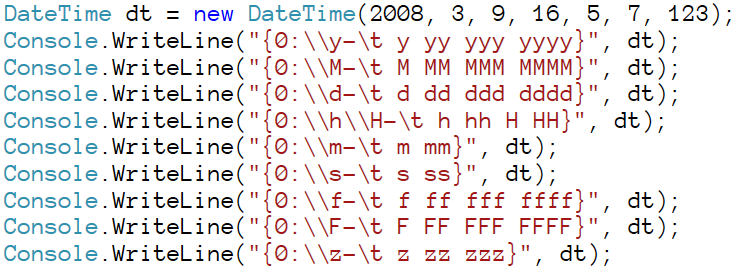 DateTime dt = new DateTime(2008, 3, 9, 16, 5, 7, 123);
Console.WriteLine("{0:\\y-\t y yy yyy yyyy}", dt);
Console.WriteLine("{0:\\M-\t M MM MMM MMMM}", dt);
Console.WriteLine("{0:\\d-\t d dd ddd dddd}", dt);
Console.WriteLine("{0:\\h\\H-\t h hh H HH}", dt);
Console.WriteLine("{0:\\m-\t m mm}", dt);
Console.WriteLine("{0:\\s-\t s ss}", dt);
Console.WriteLine("{0:\\f-\t f ff fff ffff}", dt);
Console.WriteLine("{0:\\F-\t F FF FFF FFFF}", dt);
Console.WriteLine("{0:\\z-\t z zz zzz}", dt);